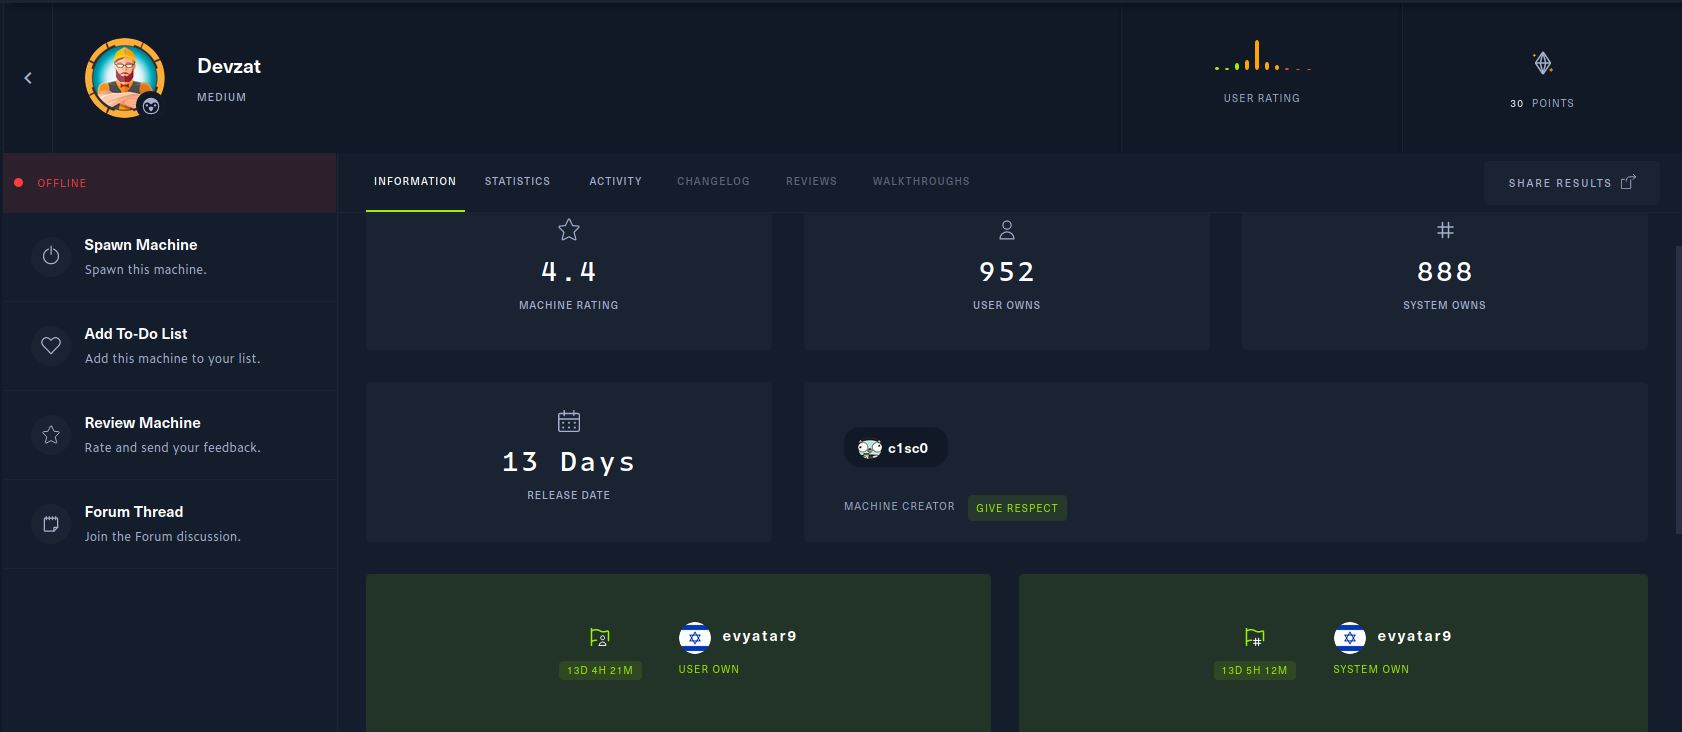 Devzat
MEDIUM
USER RATING
30 POINTS
OFFLINE
INFORMATION STATISTICS ACTIVITY CHANGELOG REVIEWS WALKTHROUGHS
SHARE RESULTS
Spawn Machine
Spawn this machine.
Add To-Do List
Add this machine to your list.
Review Machine
Rate and send your feedback.
Forum Thread
Join the Forum discussion.
4.4
MACHINE RATING
952
USER OWNS
888
SYSTEM OWNS
13 Days
RELEASE DATE
c1sc0
MACHINE CREATOR GIVE RESPECT
evyatar9
13D 4H 21M USER OWN
evyatar9
13D 5H 12M SYSTEM OWN